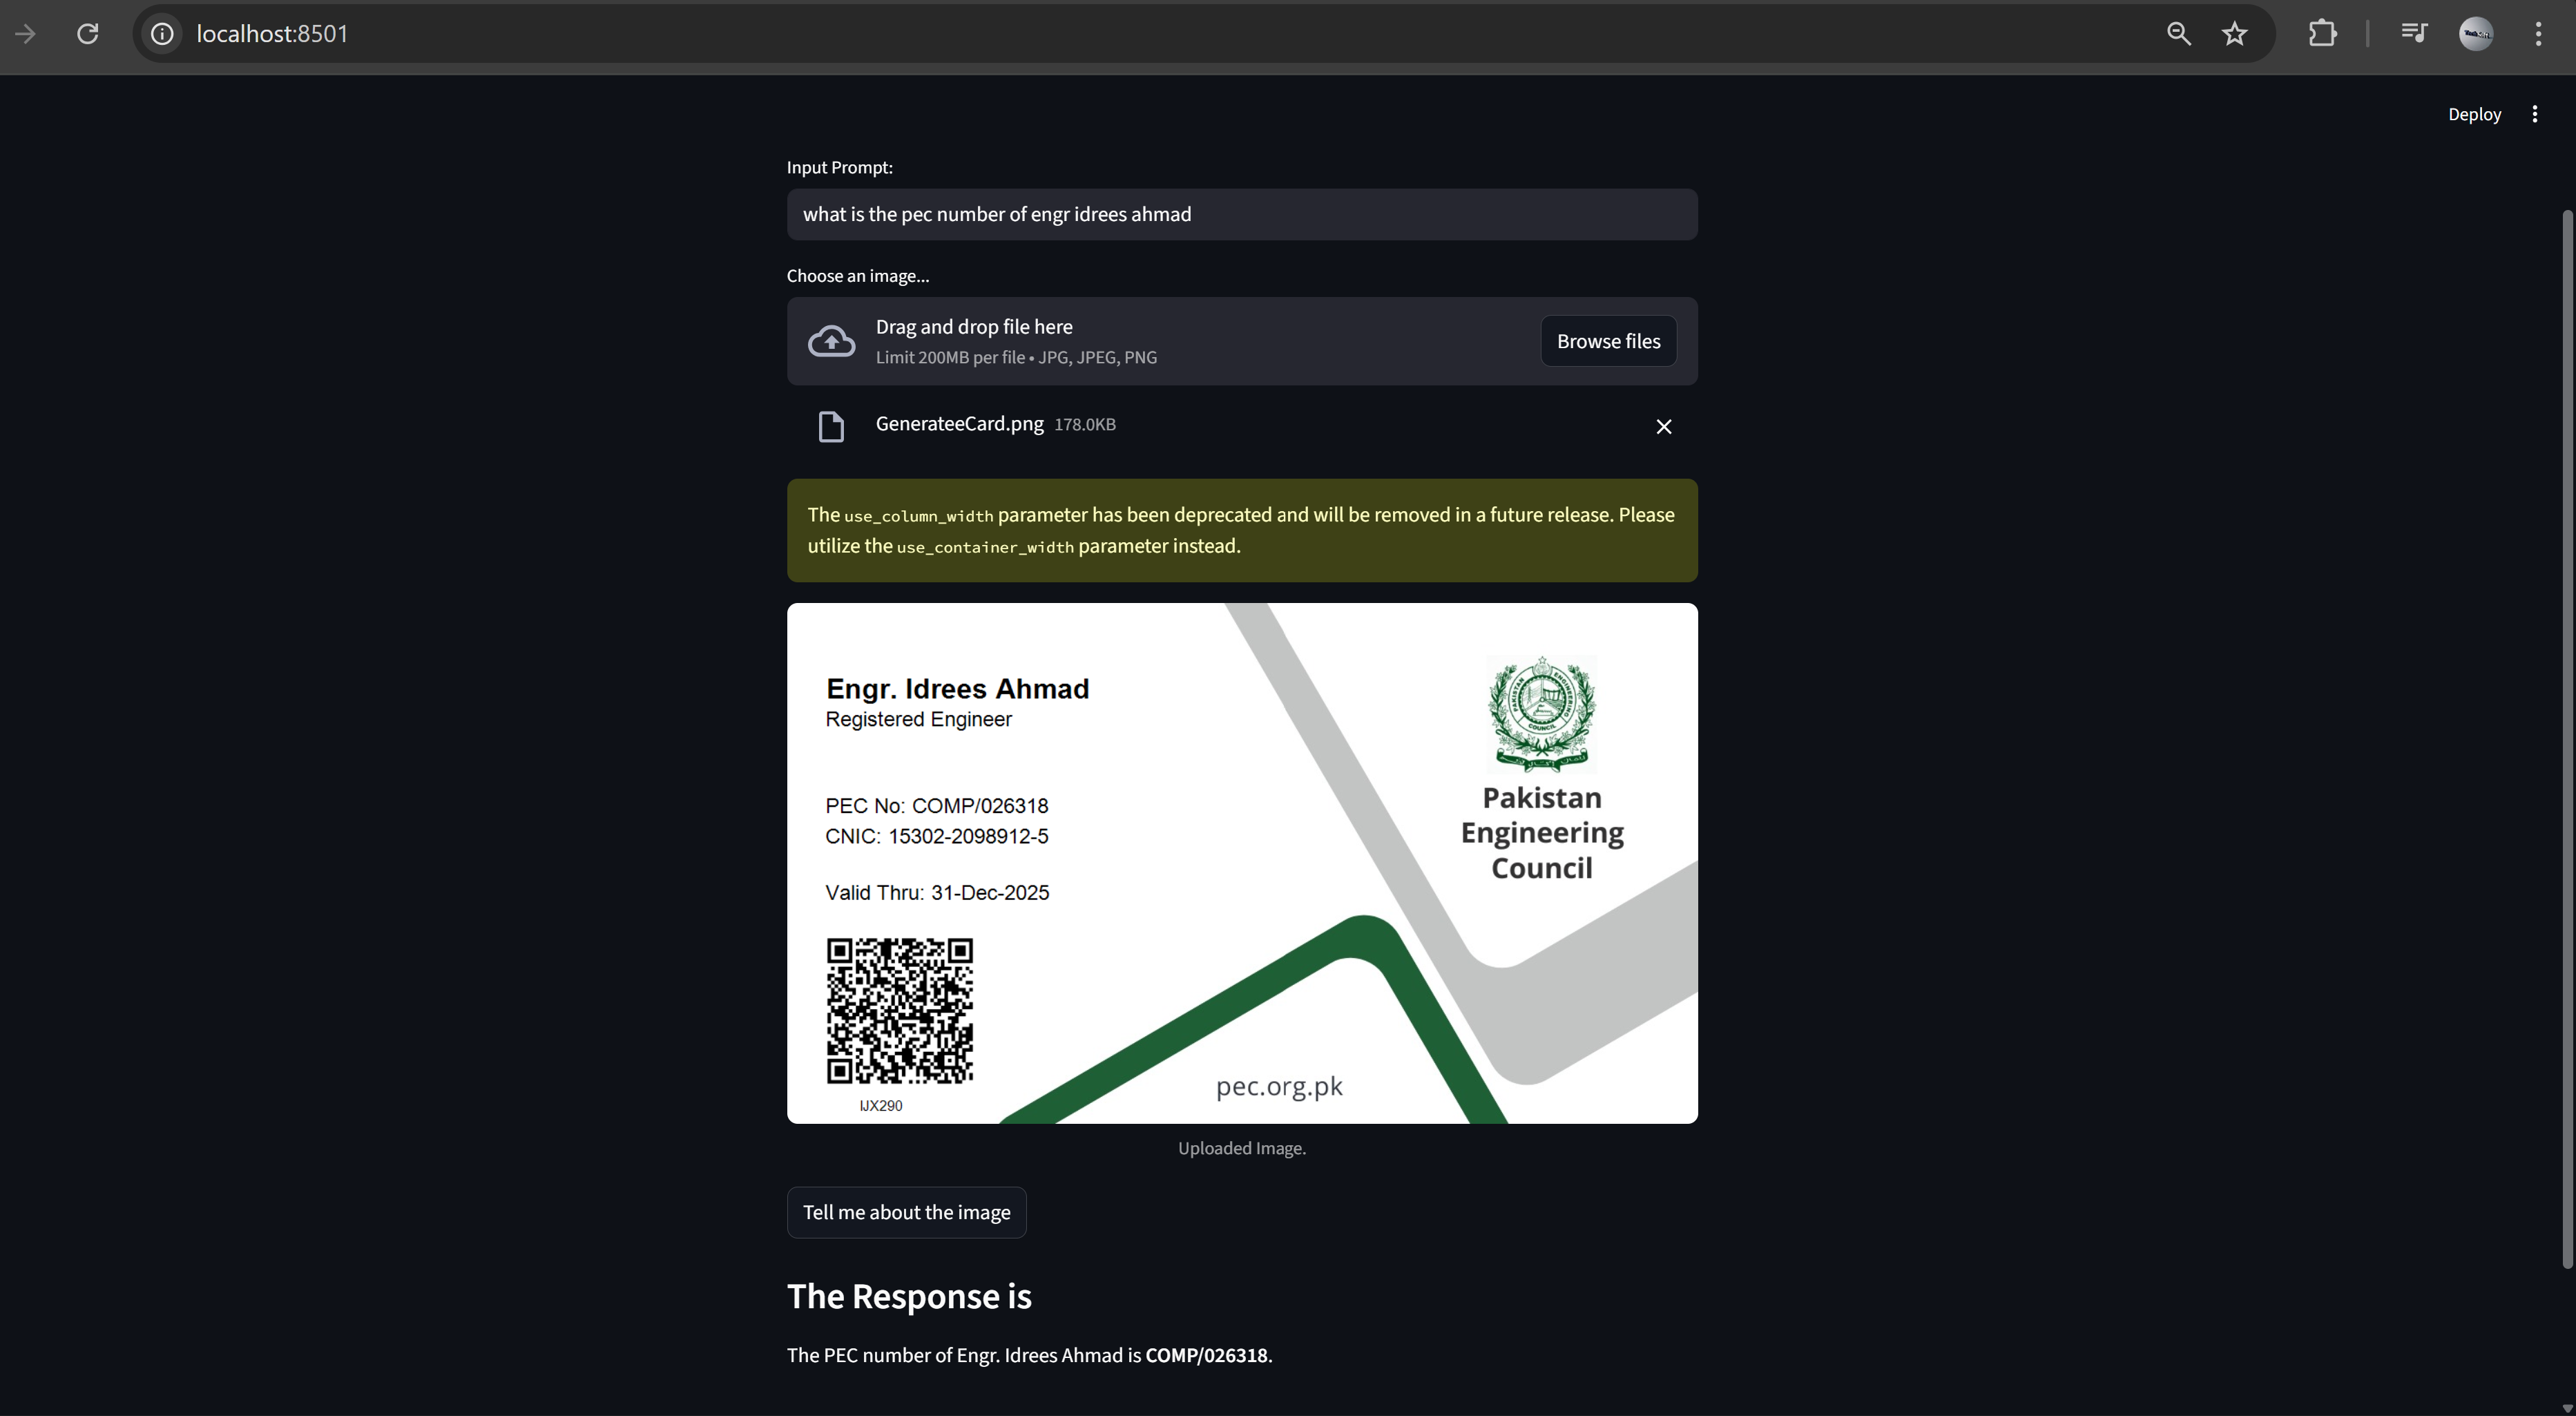 localhost:8501
Deploy
Input Prompt:
what is the pec number of engr idrees ahmad
Choose an image...
Drag and drop file here
Limit 200MB per file • JPG, JPEG, PNG
Browse files
GenerateeCard.png 178.0KB
The use_column_width parameter has been deprecated and will be removed in a future release. Please
utilize the use_container_width parameter instead.
Engr. Idrees Ahmad
Registered Engineer
PEC No: COMP/026318
CNIC: 15302-2098912-5
Valid Thru: 31-Dec-2025
IJX290
PAKISTAN ENGINEERING
COUNCIL
Pakistan
Engineering
Council
pec.org.pk
Uploaded Image.
Tell me about the image
The Response is
The PEC number of Engr. Idrees Ahmad is COMP/026318.